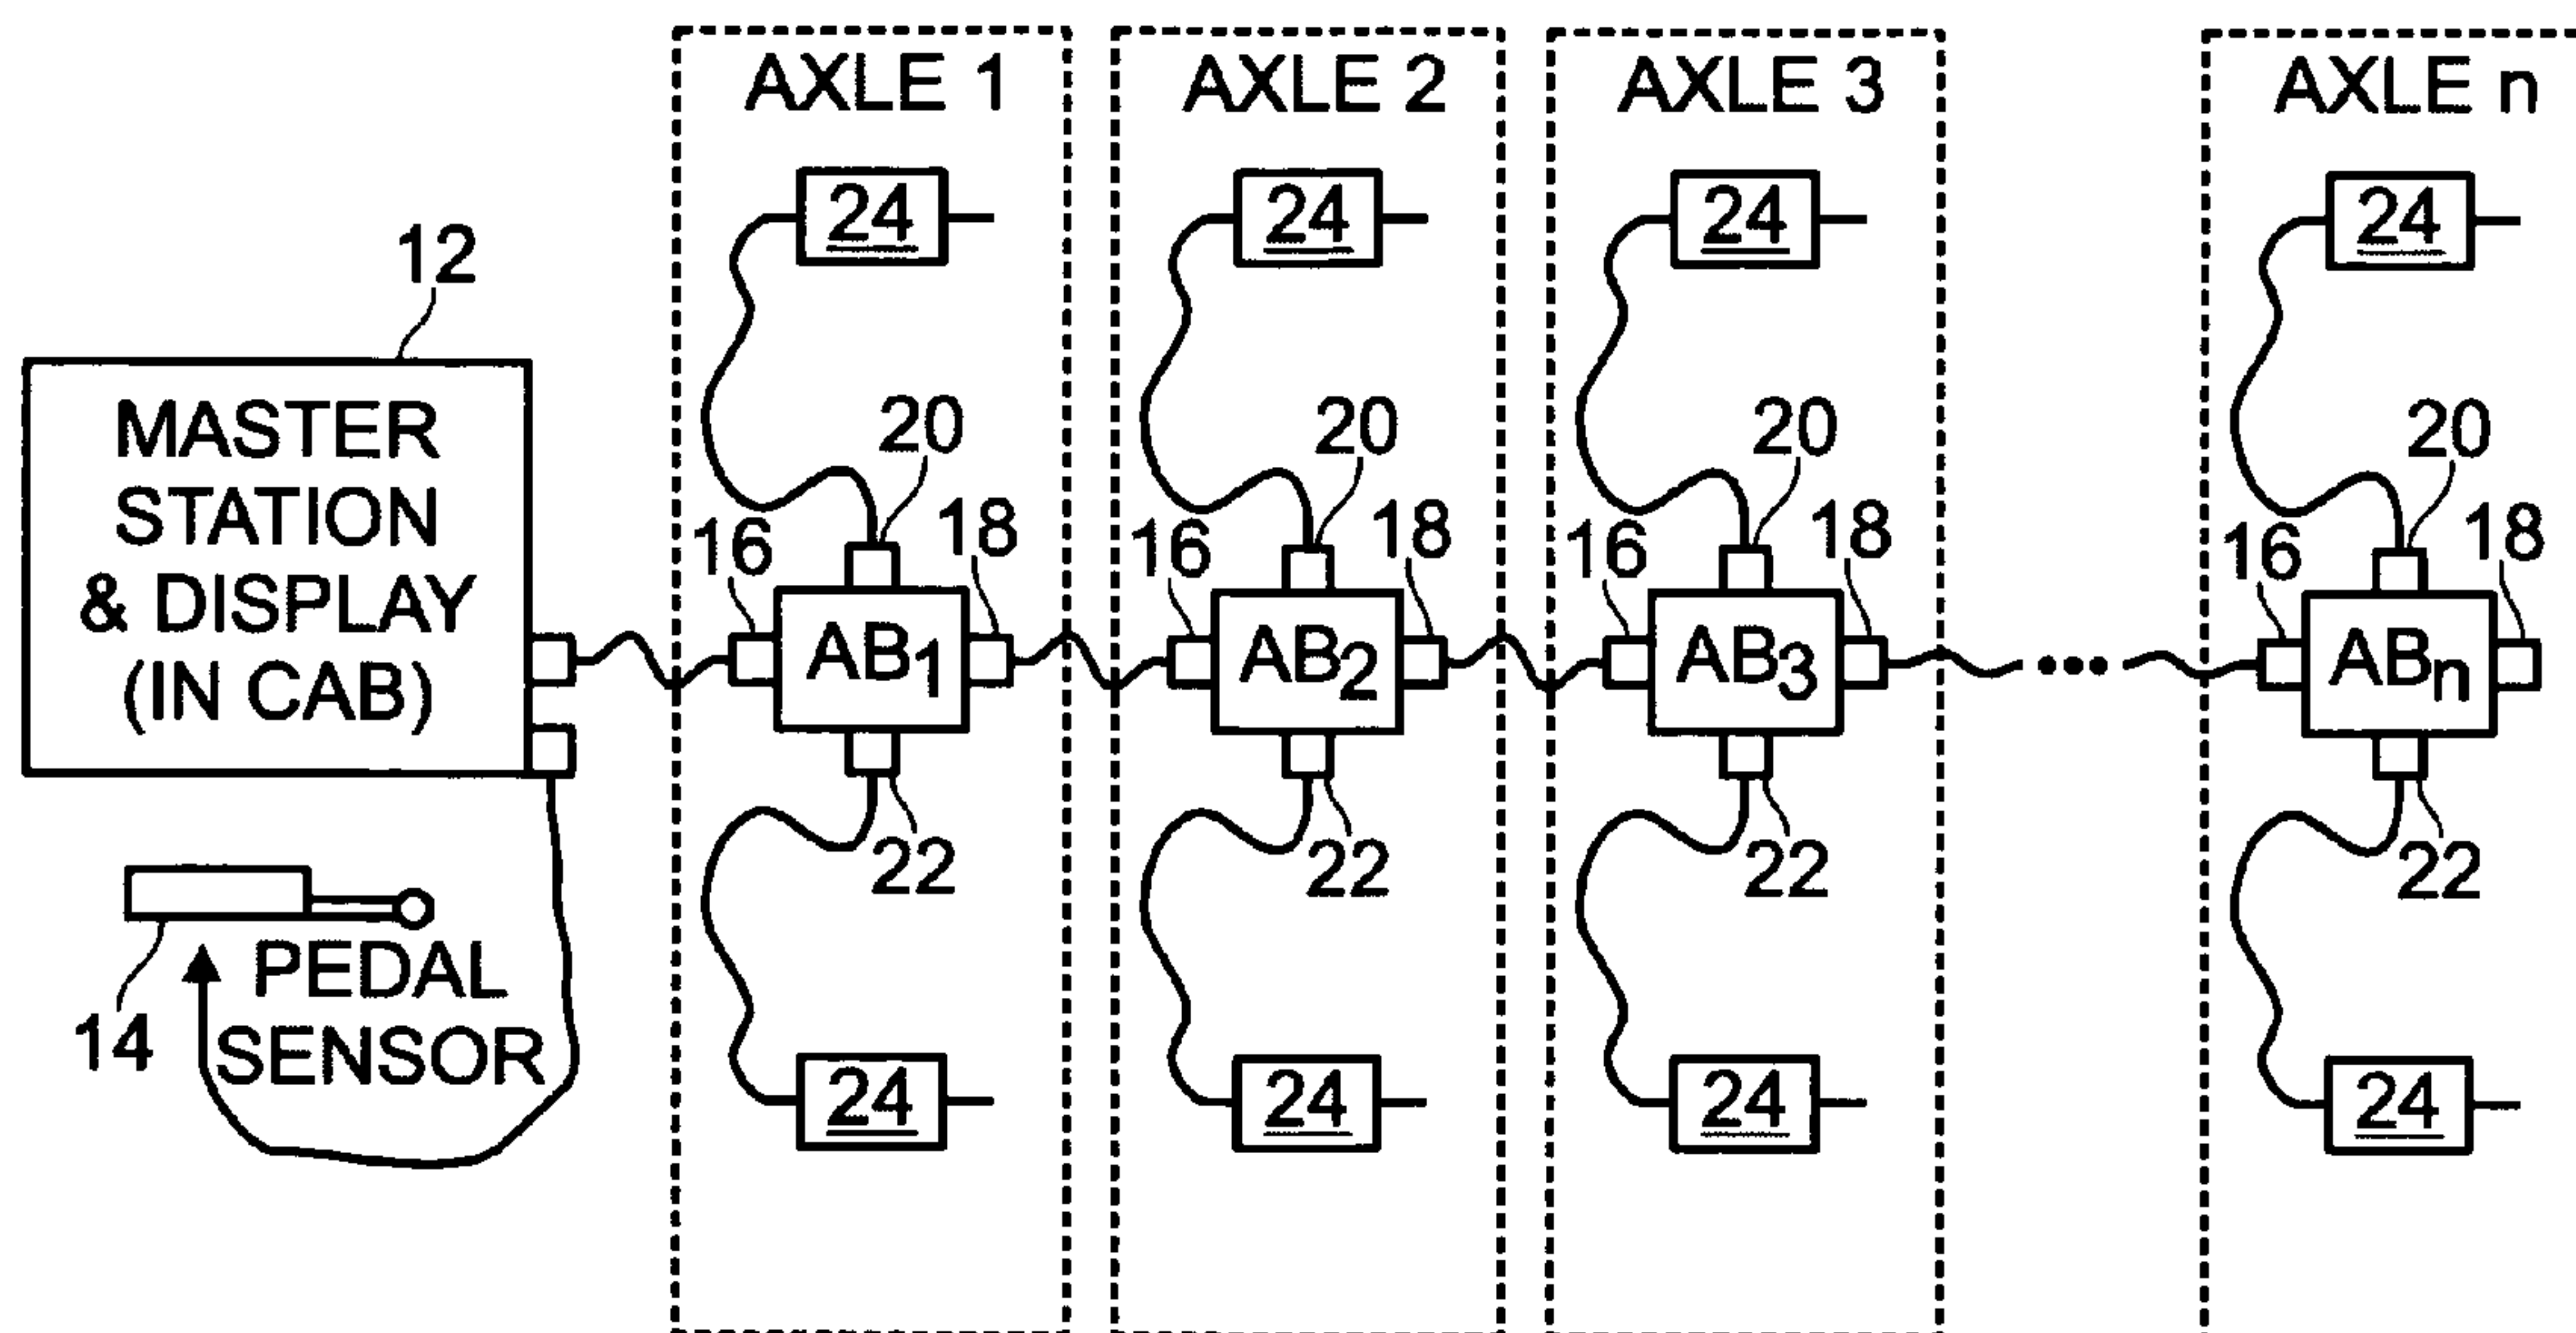 AXLE 1
AXLE 2
AXLE 3
AXLE n
24
24
24
24
12
MASTER
STATION
& DISPLAY
(IN CAB)
20
20
20
20
16
18
16
18
16
18
16
18
AB1
AB2
AB3
ABn
22
22
22
22
14
PEDAL
SENSOR
24
24
24
24